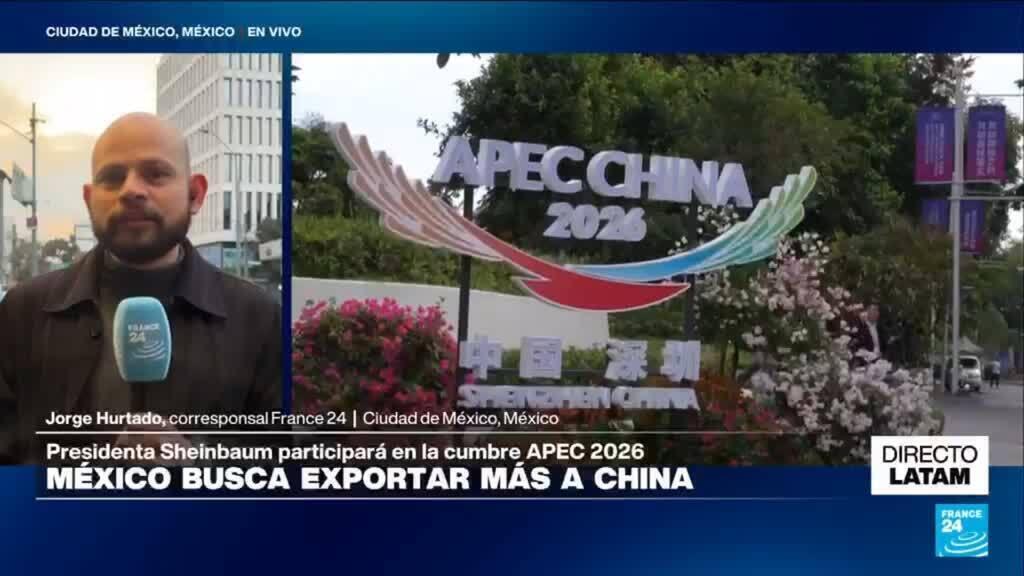 CIUDAD DE MÉXICO, MÉXICO | EN VIVO
APEC CHINA
2026
中国 深圳
SHENZHEN CHINA
FRANCE
24
Jorge Hurtado, corresponsal France 24 | Ciudad de México, México
Presidenta Sheinbaum participará en la cumbre APEC 2026
MÉXICO BUSCA EXPORTAR MÁS A CHINA
DIRECTO
LATAM
FRANCE
24